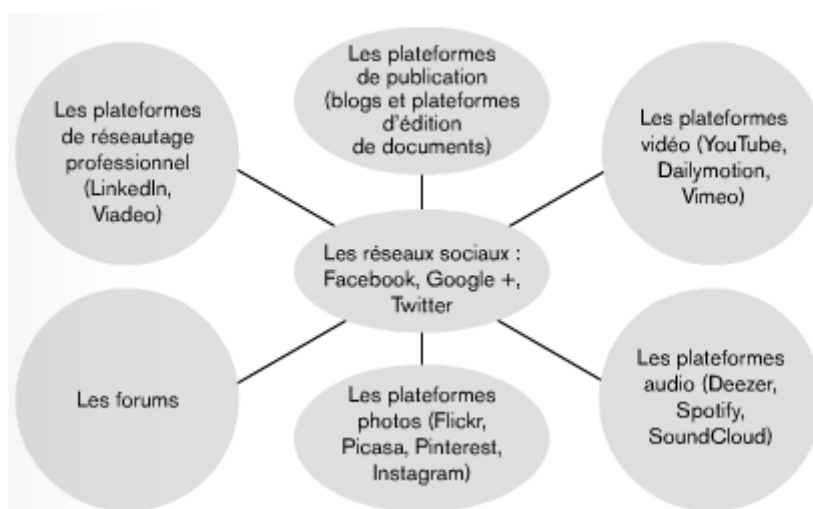 Les plateformes
de réseautage
professionnel
(LinkedIn,
Viadeo)
Les plateformes
de publication
(blogs et plateformes
d'édition
de documents)
Les plateformes
vidéo (YouTube,
Dailymotion,
Vimeo)
Les réseaux sociaux :
Facebook, Google +,
Twitter
Les forums
Les plateformes
photos (Flickr,
Picasa, Pinterest,
Instagram)
Les plateformes
audio (Deezer,
Spotify,
SoundCloud)